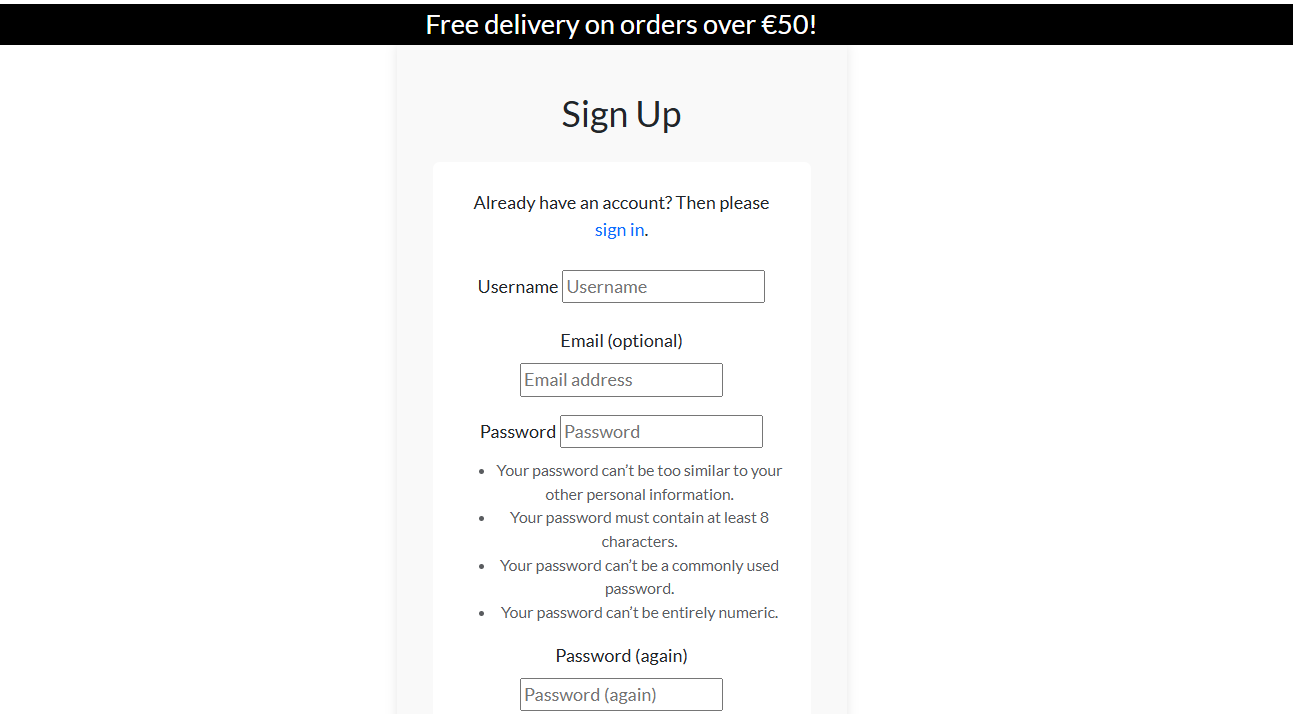 Free delivery on orders over €50!
Sign Up
Already have an account? Then please
sign in.
Username Username
Email (optional)
Email address
Password Password
• Your password can’t be too similar to your
other personal information.
• Your password must contain at least 8
characters.
• Your password can’t be a commonly used
password.
• Your password can’t be entirely numeric.
Password (again)
Password (again)